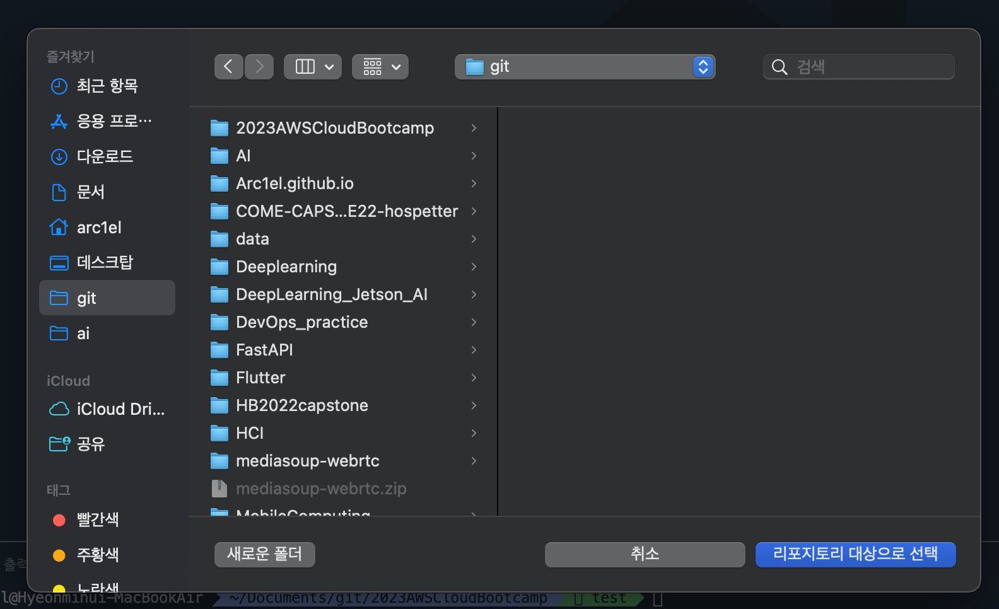 즐겨찾기
최근 항목
응용 프로…
다운로드
문서
arc1el
데스크탑
git
ai
iCloud
iCloud Dri...
공유
태그
빨간색
주황색
노란색
git
검색
2023AWSCloudBootcamp
AI
Arc1el.github.io
COME-CAPS...E22-hospetter
data
Deeplearning
DeepLearning_Jetson_AI
DevOps_practice
FastAPI
Flutter
HB2022capstone
HCI
mediasoup-webrtc
mediasoup-webrtc.zip
MobileComputing
새로운 폴더
취소
리포지토리 대상으로 선택
출력
l@Hyeonminui-MacBookAir ~/Documents/git/2023AWSCloudBootcamp test